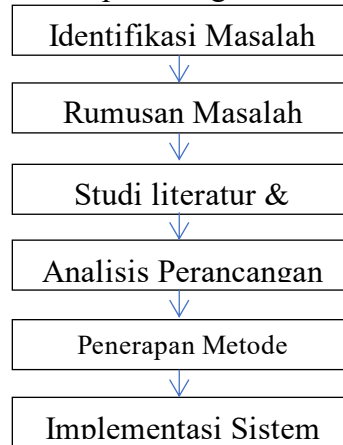 Identifikasi Masalah
Rumusan Masalah
Studi literatur &
Analisis Perancangan
Penerapan Metode
Implementasi Sistem